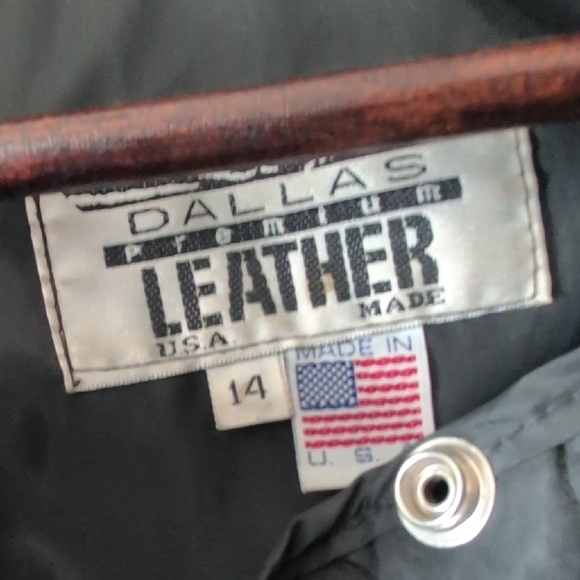 DALLAS
Premium
LEATHER
U.S.A. MADE
14
MADE IN
U. S.